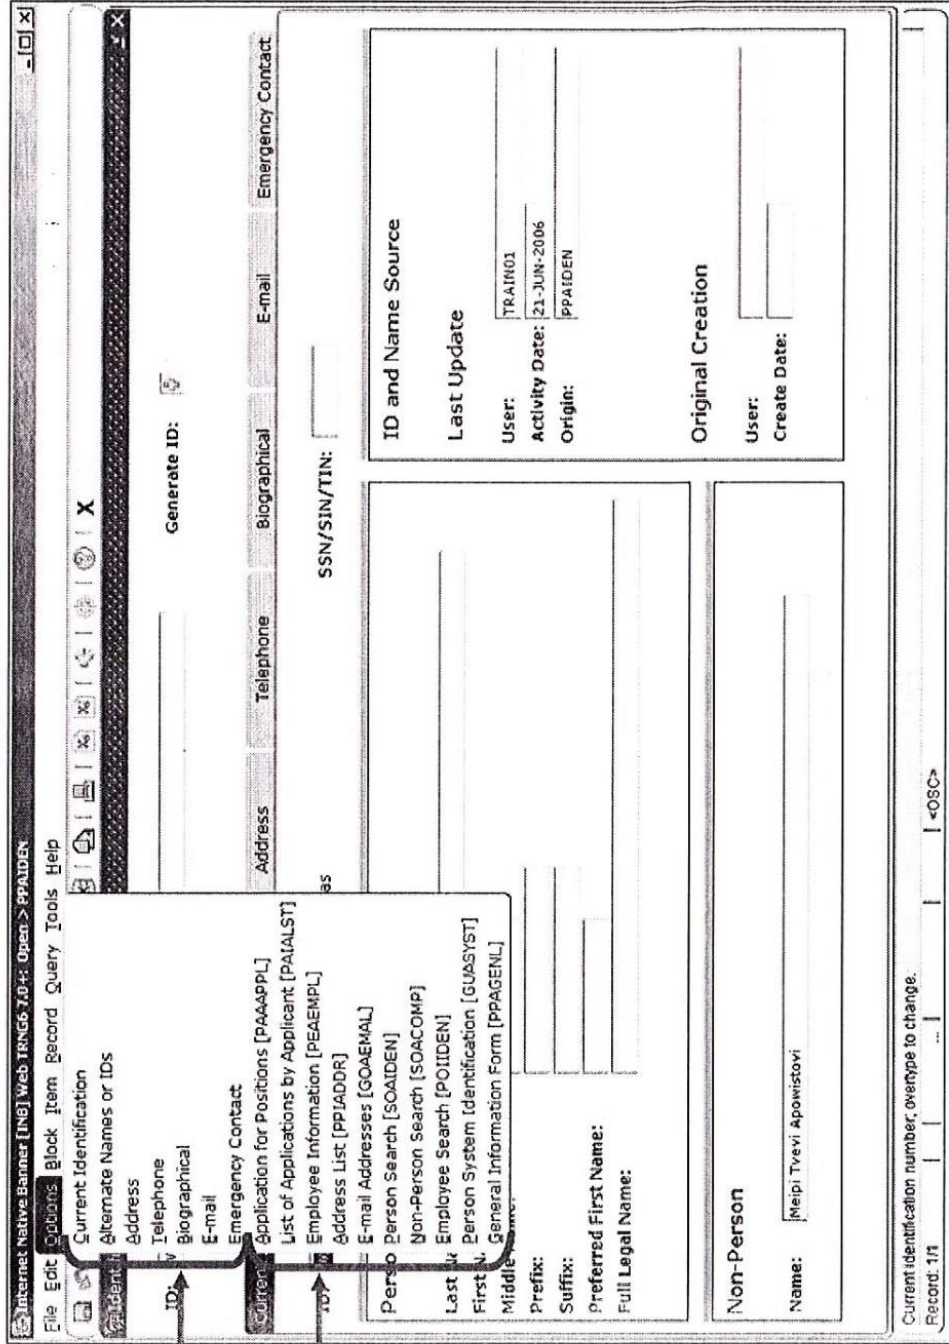 Internet Native Banner [INB] Web TRNG6 7.0+: Open > PPAIDEN
File Edit Options Block Item Record Query Tools Help
Current Identification
Alternate Names or IDs
Address
Telephone
Biographical
E-mail
Emergency Contact
Application for Positions [PAAAPPL]
List of Applications by Applicant [PAIALST]
Employee Information [PEAEMPL]
Address List [PPIADDR]
E-mail Addresses [GOAEMAL]
Person Search [SOAIDEN]
Non-Person Search [SOACOMP]
Employee Search [POIIDEN]
Person System Identification [GUASYST]
General Information Form [PPAGENL]
ID:
Generate ID:
Address Telephone Biographical E-mail Emergency Contact
SSN/SIN/TIN:
Perso
Last
First
Middle
Prefix:
Suffix:
Preferred First Name:
Full Legal Name:
ID and Name Source
Last Update
User: TRAIN01
Activity Date: 21-JUN-2006
Origin: PPAIDEN
Original Creation
User:
Create Date:
Non-Person
Name: Meipi Tvevi Apowistovi
Current identification number; overtype to change.
Record: 1/1 ... <OSC>